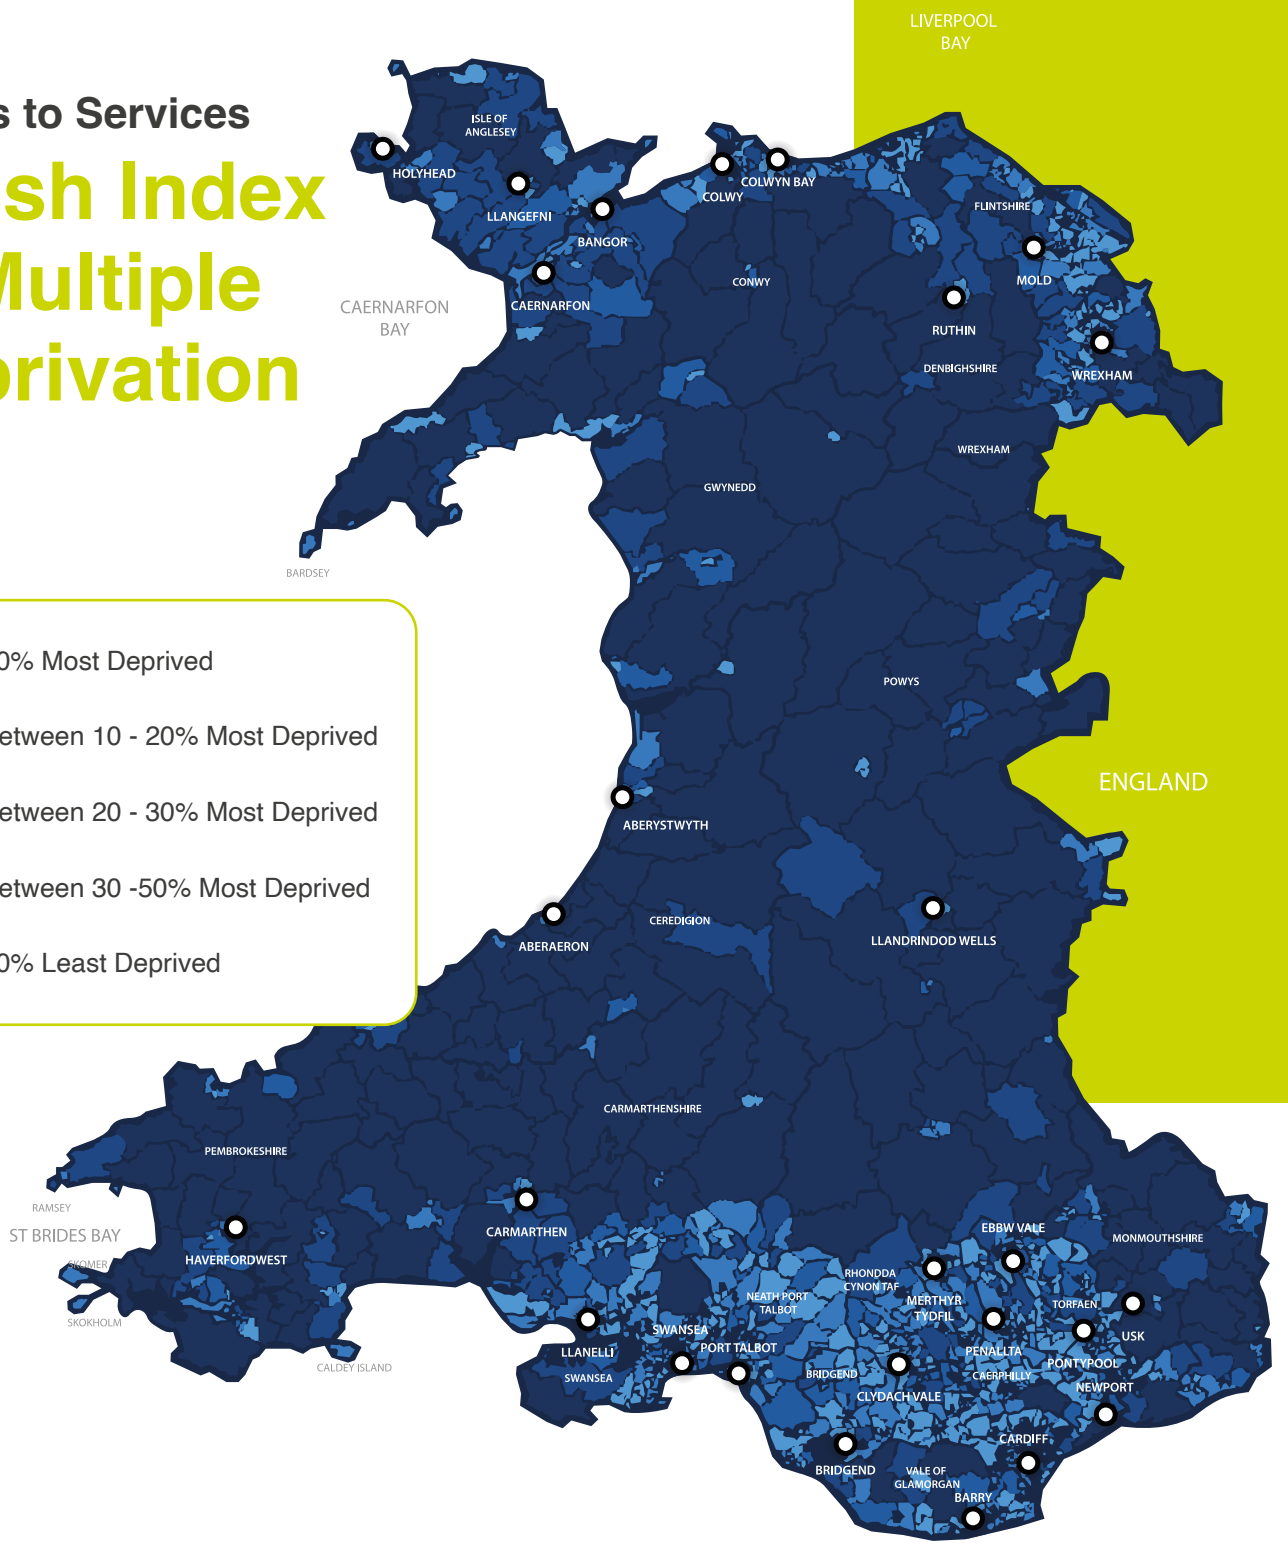 s to Services
sh Index
Multiple
privation
0% Most Deprived
etween 10 - 20% Most Deprived
etween 20 - 30% Most Deprived
etween 30 -50% Most Deprived
0% Least Deprived
LIVERPOOL
BAY
ISLE OF
ANGLESEY
HOLYHEAD
LLANGEFNI
BANGOR
CAERNARFON
CAERNARFON
BAY
COLWY
COLWYN BAY
CONWY
FLINTSHIRE
MOLD
RUTHIN
DENBIGHSHIRE
WREXHAM
WREXHAM
GWYNEDD
BARDSEY
POWYS
ENGLAND
ABERYSTWYTH
ABERAERON
CEREDIGION
LLANDRINDOD WELLS
CARMARTHENSHIRE
PEMBROKESHIRE
RAMSEY
ST BRIDES BAY
SKOMER
SKOKHOLM
HAVERFORDWEST
CARMARTHEN
CALDEY ISLAND
LLANELLI
SWANSEA
SWANSEA
PORT TALBOT
NEATH PORT
TALBOT
RHONDDA
CYNON TAF
MERTHYR
TYDFIL
EBBW VALE
MONMOUTHSHIRE
TORFAEN
USK
PENALLTA
PONTYPOOL
CAERPHILLY
NEWPORT
BRIDGEND
CLYDACH VALE
CARDIFF
BRIDGEND
VALE OF
GLAMORGAN
BARRY